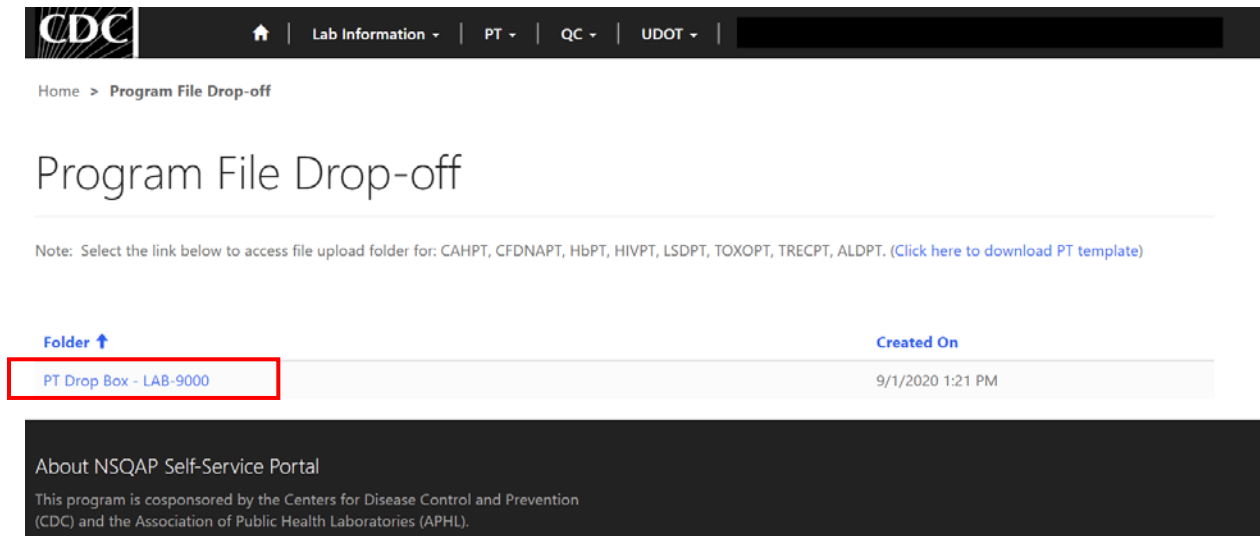 CDC
Lab Information
PT
QC
UDOT
Home > Program File Drop-off
Program File Drop-off
Note: Select the link below to access file upload folder for: CAHPT, CFDNAPT, HbPT, HIVPT, LSDPT, TOXOPT, TRECPT, ALDPT. (Click here to download PT template)
Folder Created On
PT Drop Box - LAB-9000 9/1/2020 1:21 PM
About NSQAP Self-Service Portal
This program is cosponsored by the Centers for Disease Control and Prevention
(CDC) and the Association of Public Health Laboratories (APHL).